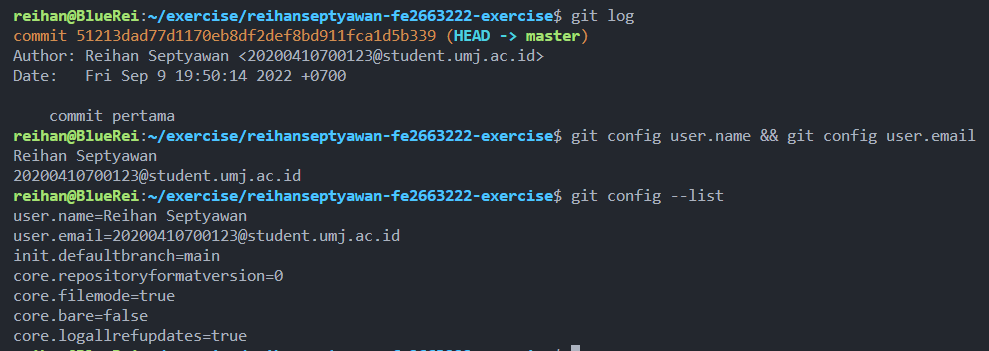 reihan@BlueRei:~/exercise/reihanseptyawan-fe2663222-exercise$ git log
commit 51213dad77d1170eb8df2def8bd911fca1d5b339 (HEAD -> master)
Author: Reihan Septyawan <20200410700123@student.umj.ac.id>
Date:   Fri Sep 9 19:50:14 2022 +0700
    commit pertama
reihan@BlueRei:~/exercise/reihanseptyawan-fe2663222-exercise$ git config user.name && git config user.email
Reihan Septyawan
20200410700123@student.umj.ac.id
reihan@BlueRei:~/exercise/reihanseptyawan-fe2663222-exercise$ git config --list
user.name=Reihan Septyawan
user.email=20200410700123@student.umj.ac.id
init.defaultbranch=main
core.repositoryformatversion=0
core.filemode=true
core.bare=false
core.logallrefupdates=true